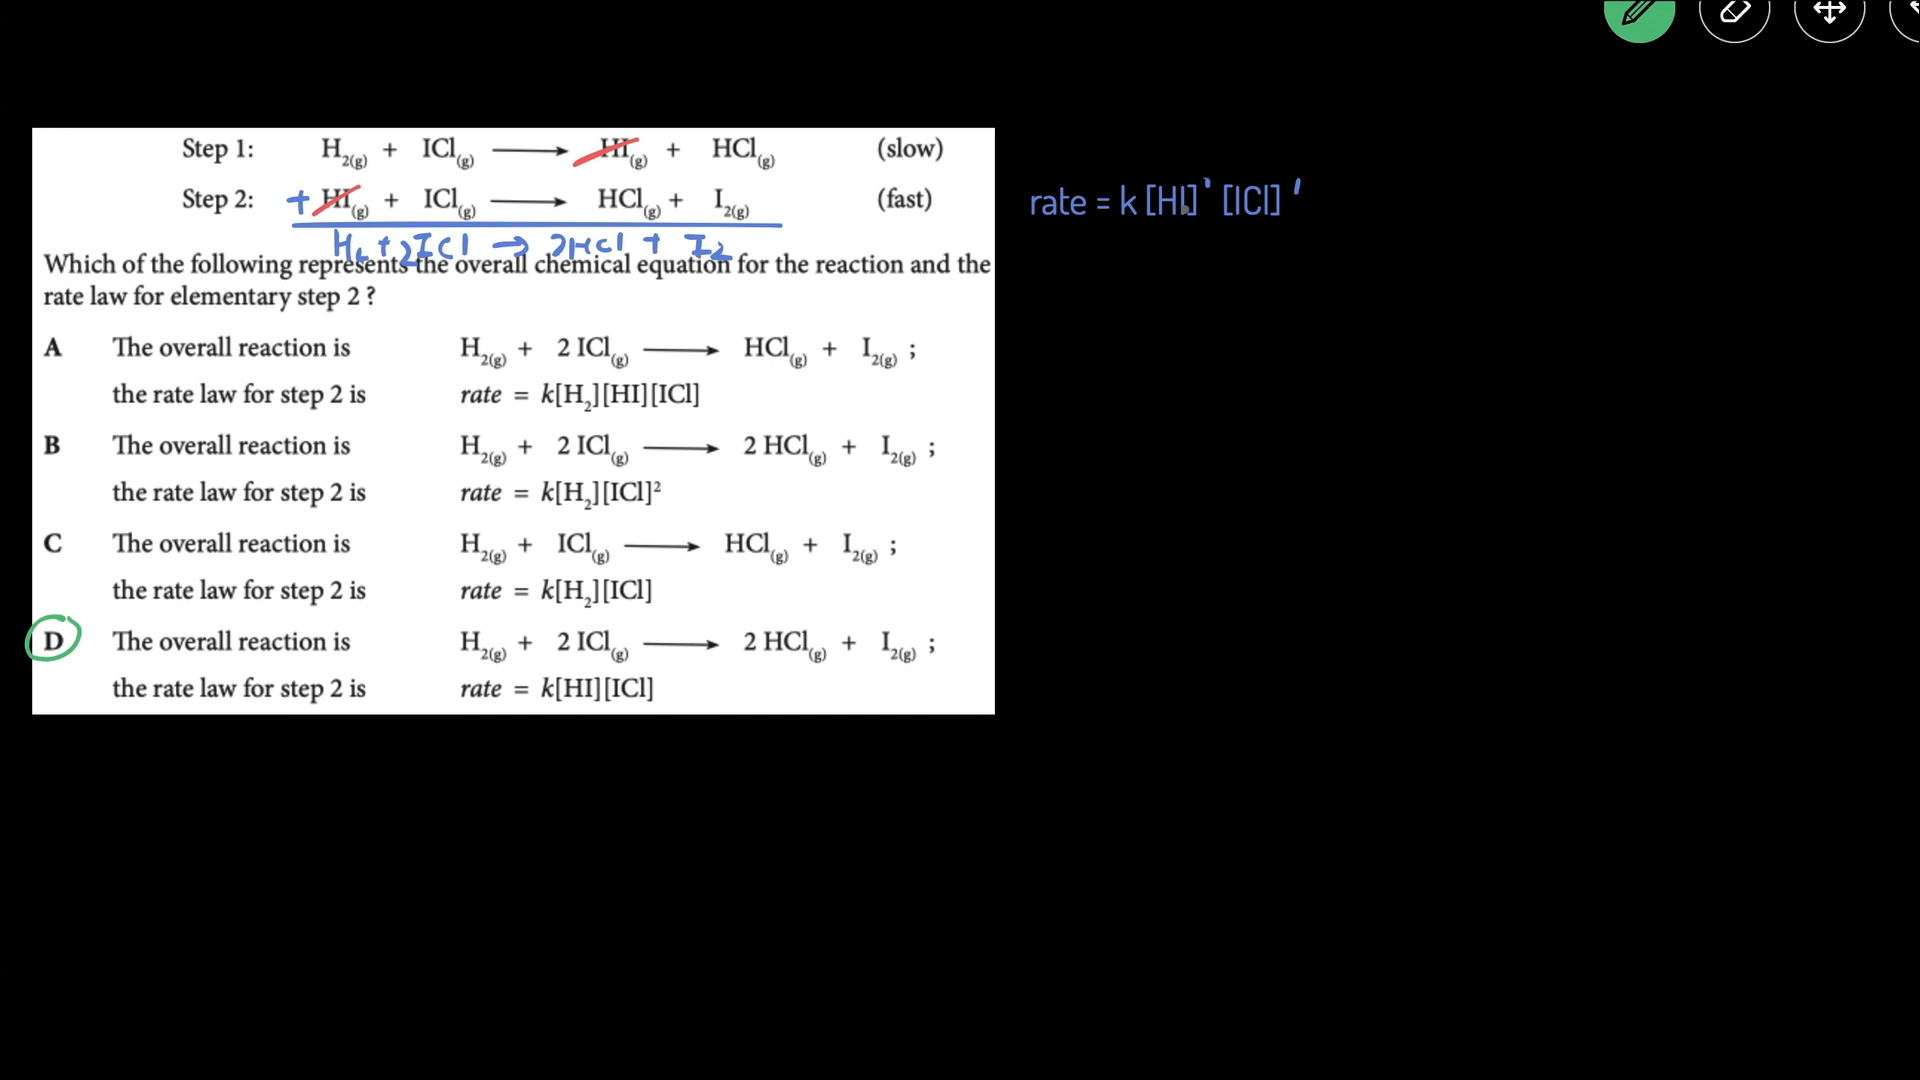 Step 1: H2(g) + ICl(g) ⟶ HI(g) + HCl(g) (slow)
Step 2: + HI(g) + ICl(g) ⟶ HCl(g) + I2(g) (fast)
rate = k [HI]¹ [ICl]¹
H2 + 2ICl → 2HCl + I2
Which of the following represents the overall chemical equation for the reaction and the
rate law for elementary step 2 ?
A The overall reaction is H2(g) + 2 ICl(g) ⟶ HCl(g) + I2(g) ;
the rate law for step 2 is rate = k[H2][HI][ICl]
B The overall reaction is H2(g) + 2 ICl(g) ⟶ 2 HCl(g) + I2(g) ;
the rate law for step 2 is rate = k[H2][ICl]²
C The overall reaction is H2(g) + ICl(g) ⟶ HCl(g) + I2(g) ;
the rate law for step 2 is rate = k[H2][ICl]
D The overall reaction is H2(g) + 2 ICl(g) ⟶ 2 HCl(g) + I2(g) ;
the rate law for step 2 is rate = k[HI][ICl]